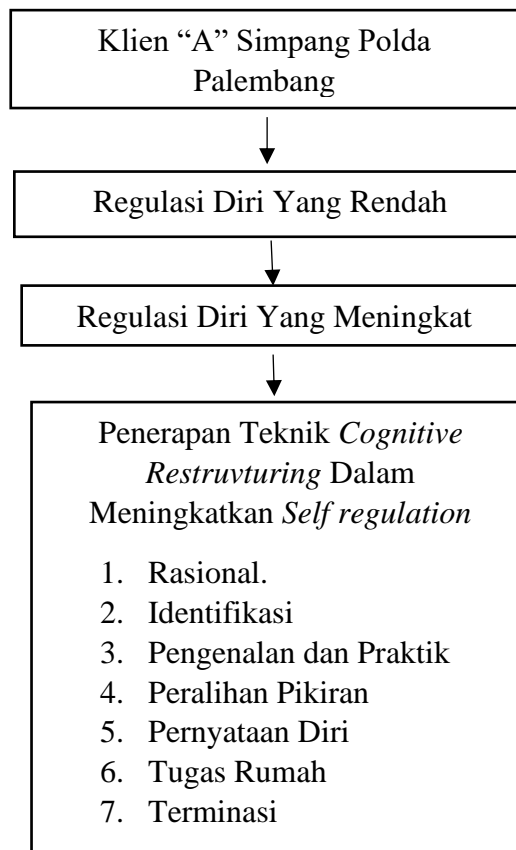 Klien “A” Simpang Polda
Palembang
Regulasi Diri Yang Rendah
Regulasi Diri Yang Meningkat
Penerapan Teknik Cognitive
Restruvturing Dalam
Meningkatkan Self regulation
1. Rasional.
2. Identifikasi
3. Pengenalan dan Praktik
4. Peralihan Pikiran
5. Pernyataan Diri
6. Tugas Rumah
7. Terminasi